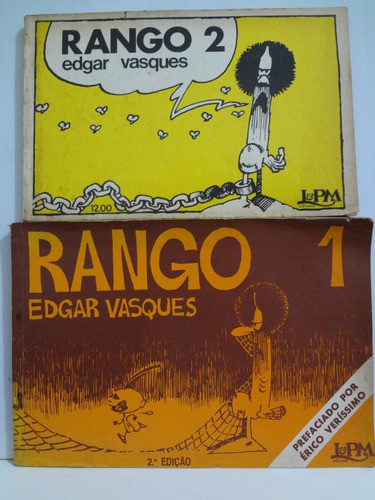 RANGO 2
edgar vasques
12.00
L&PM
RANGO 1
EDGAR VASQUES
PREFACIADO POR
ÉRICO VERÍSSIMO
2.ª EDIÇÃO
L&PM